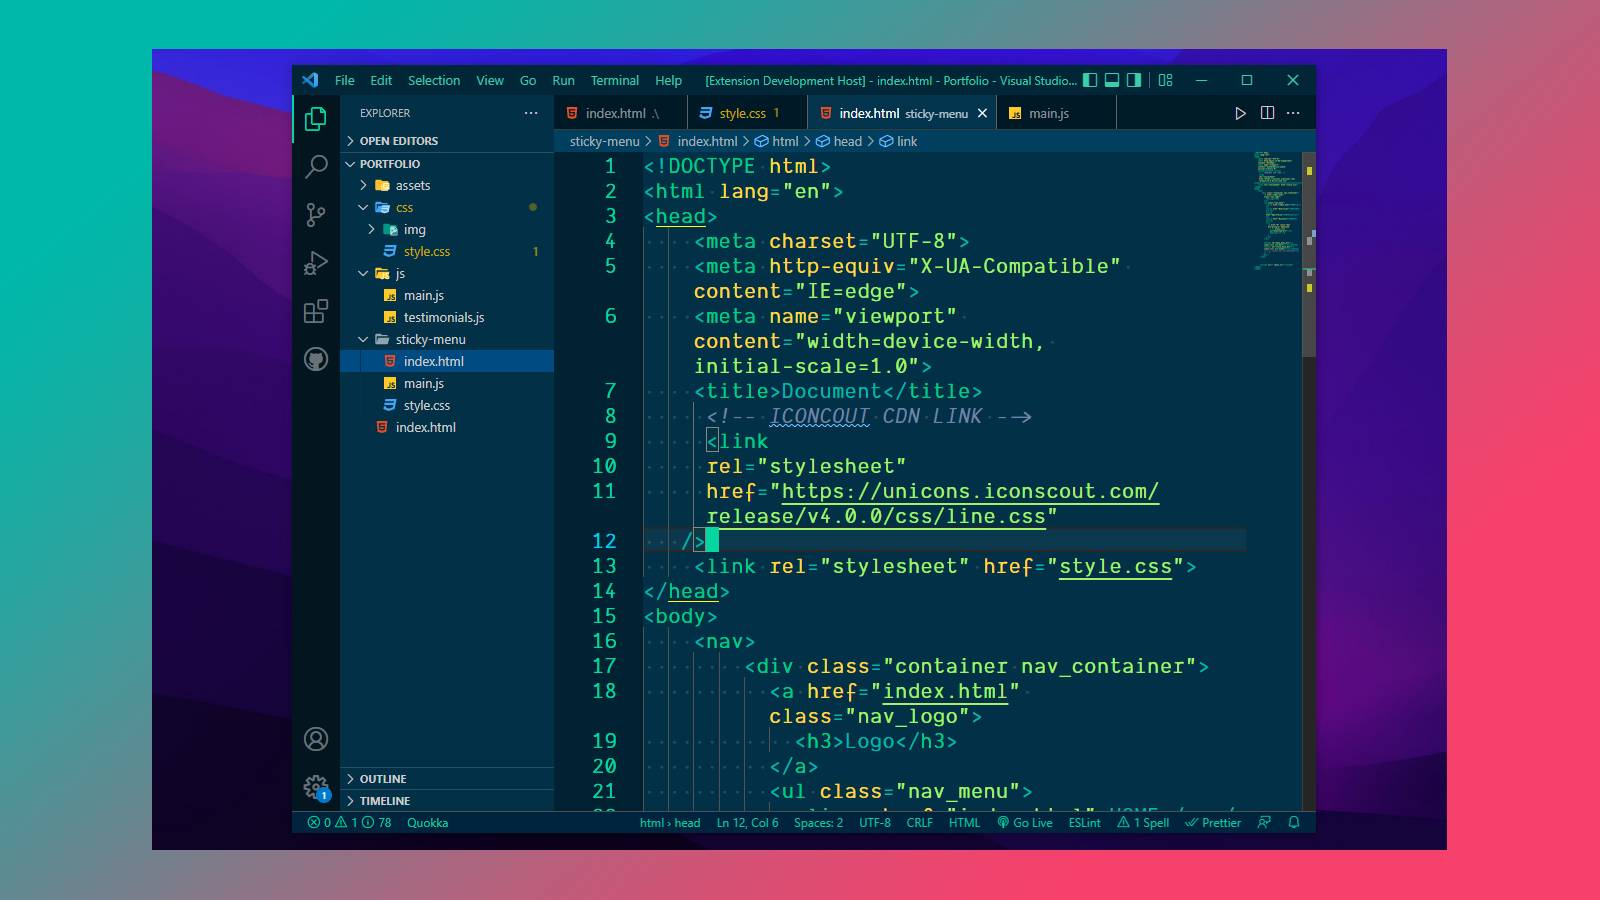 File Edit Selection View Go Run Terminal Help [Extension Development Host] - index.html - Portfolio - Visual Studio...
EXPLORER
OPEN EDITORS
PORTFOLIO
assets
css
img
style.css 1
js
main.js
testimonials.js
sticky-menu
index.html
main.js
style.css
index.html
OUTLINE
TIMELINE
1
index.html .\ style.css 1 index.html sticky-menu main.js
sticky-menu > index.html > html > head > link
1 <!DOCTYPE html>
2 <html lang="en">
3 <head>
4 <meta charset="UTF-8">
5 <meta http-equiv="X-UA-Compatible"
content="IE=edge">
6 <meta name="viewport"
content="width=device-width,
initial-scale=1.0">
7 <title>Document</title>
8 <!-- ICONCOUT CDN LINK -->
9 <link
10 rel="stylesheet"
11 href="https://unicons.iconscout.com/
release/v4.0.0/css/line.css"
12 />
13 <link rel="stylesheet" href="style.css">
14 </head>
15 <body>
16 <nav>
17 <div class="container nav_container">
18 <a href="index.html"
class="nav_logo">
19 <h3>Logo</h3>
20 </a>
21 <ul class="nav_menu">
0 1 78 Quokka html > head Ln 12, Col 6 Spaces: 2 UTF-8 CRLF HTML Go Live ESLint 1 Spell Prettier